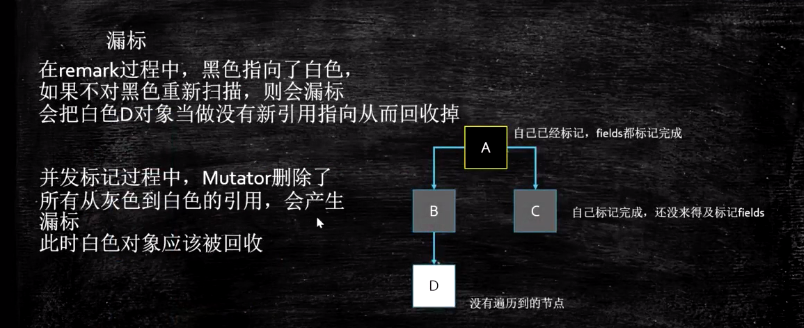 漏标
在remark过程中，黑色指向了白色，
如果不对黑色重新扫描，则会漏标
会把白色D对象当做没有新引用指向从而回收掉
A
自己已经标记，fields都标记完成
并发标记过程中，Mutator删除了
所有从灰色到白色的引用，会产生
漏标
此时白色对象应该被回收
B
C
自己标记完成，还没来得及标记fields
D
没有遍历到的节点